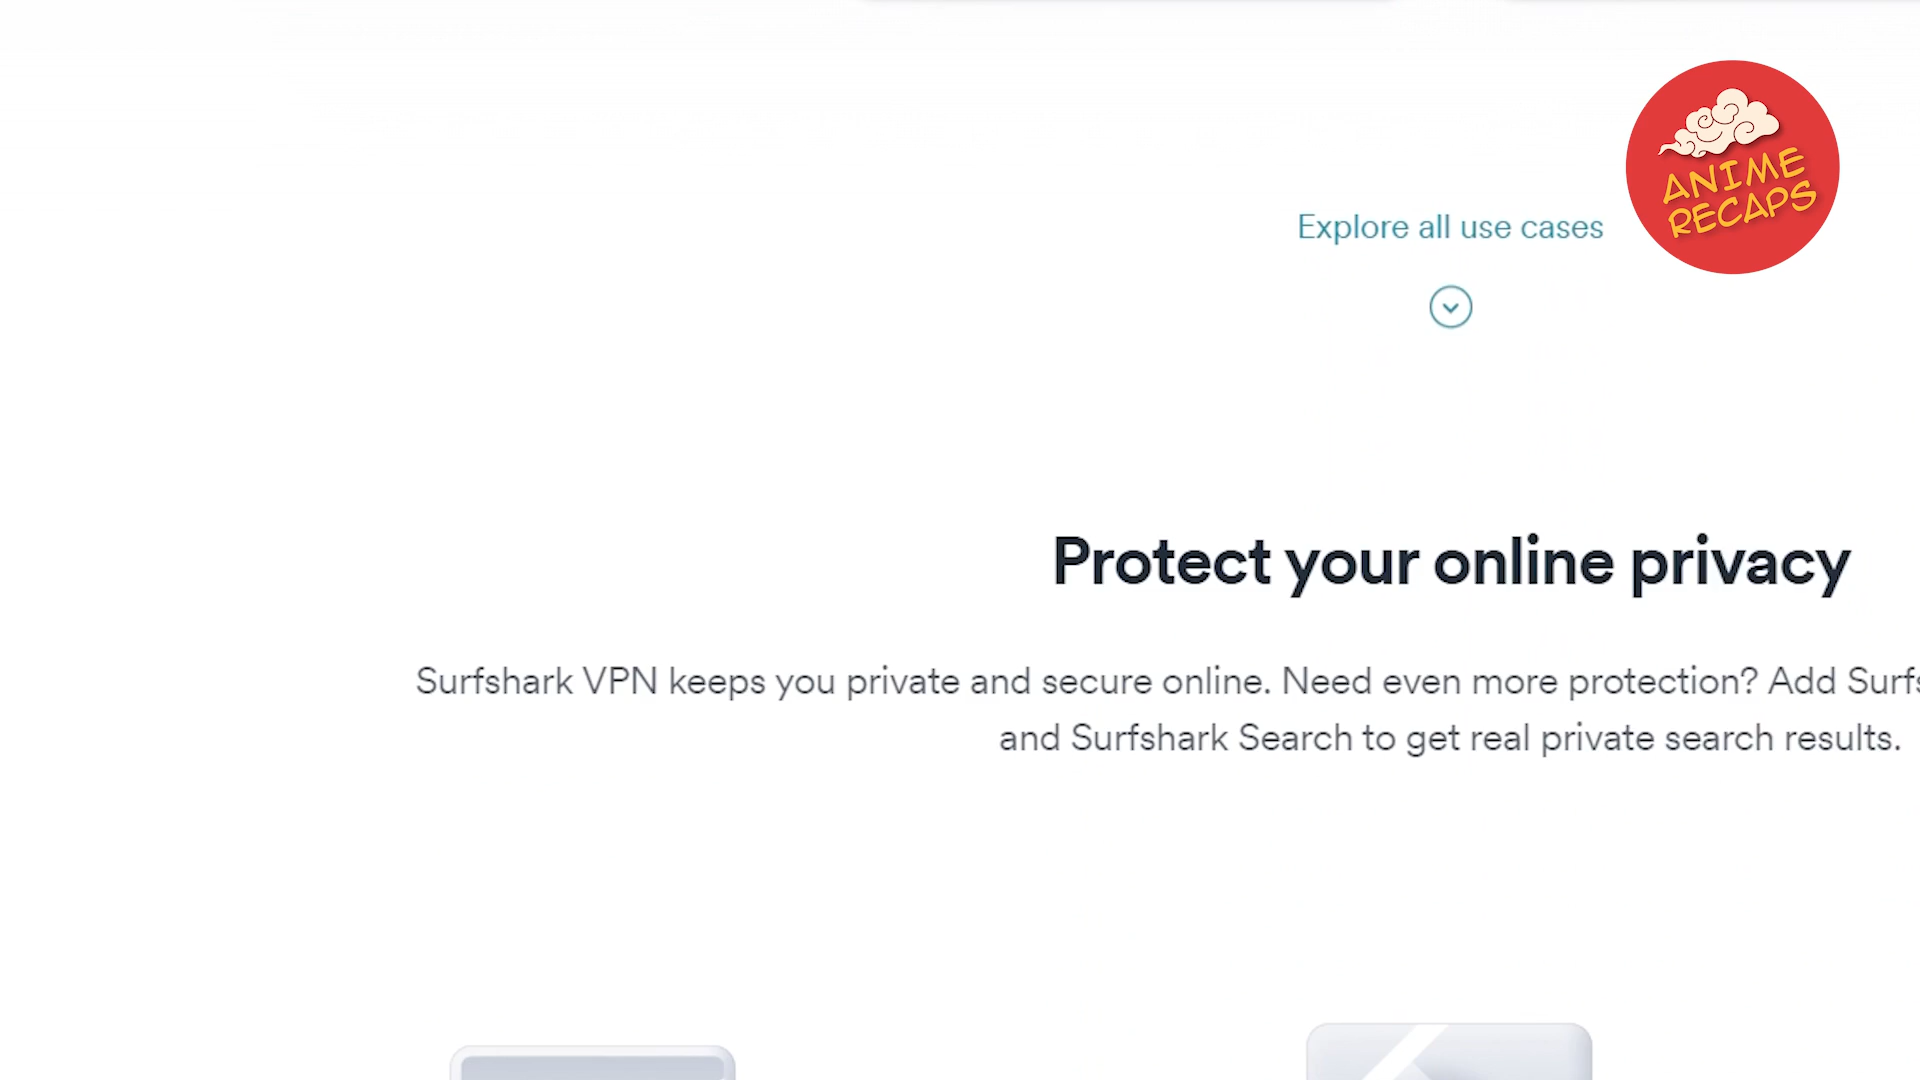 ANIME
RECAPS
Explore all use cases
Protect your online privacy
Surfshark VPN keeps you private and secure online. Need even more protection? Add
and Surfshark Search to get real private search results.